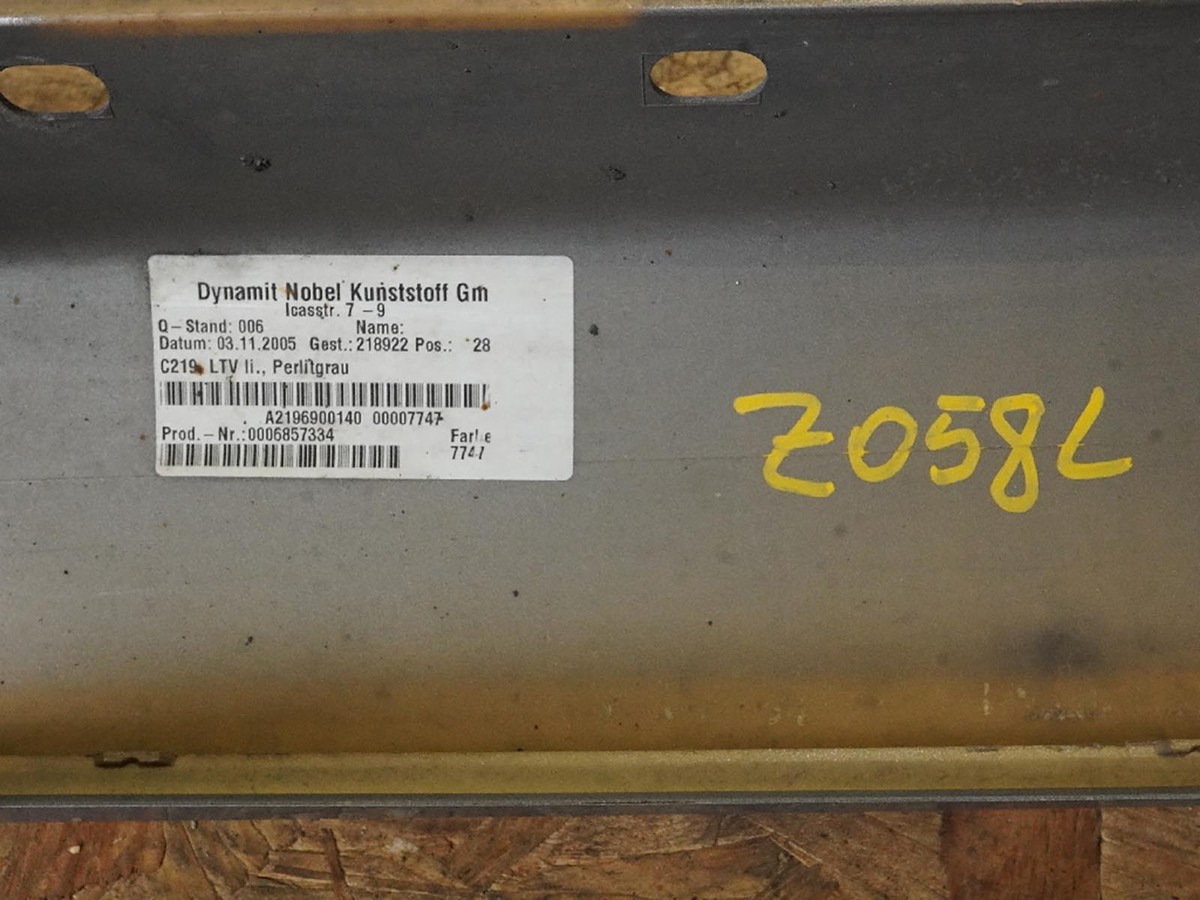 Dynamit Nobel Kunststoff Gm
Icasstr. 7 -9
Q-Stand: 006 Name:
Datum: 03.11.2005 Gest.: 218922 Pos.: 28
C219 LTV li., Perlitgrau
A2196900140 00007747
Prod.-Nr.:0006857334 Farbe
7747
Z058L